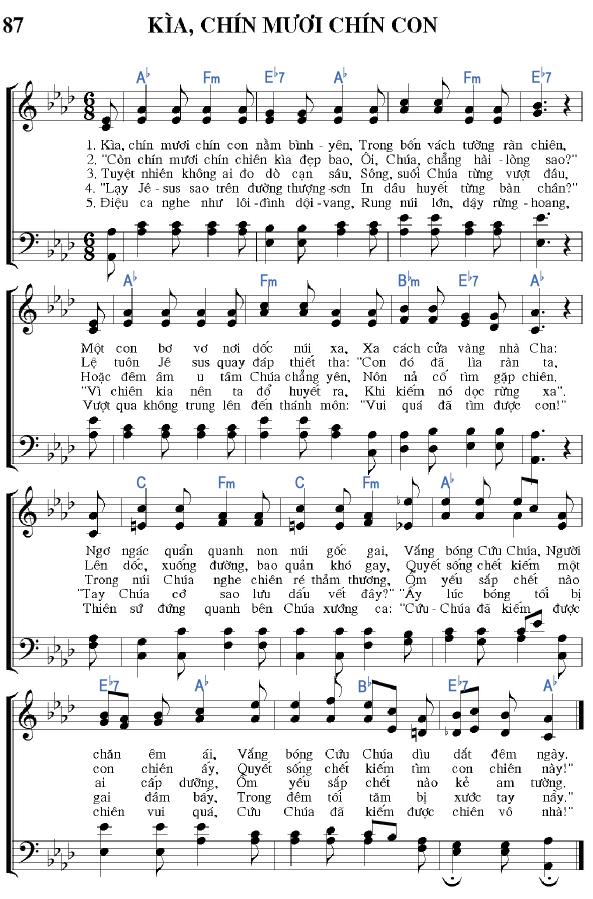 87 KÌA, CHÍN MƯƠI CHÍN CON
A♭ Fm E♭7 A♭ Fm E♭7
6 8
1. Kìa, chín mươi chín con nằm bình - yên, Trong bốn vách tường ràn chiên,
2. "Còn chín mươi chín chiên kìa đẹp bao, Ôi, Chúa, chẳng hài - lòng sao?"
3. Tuyệt nhiên không ai đo dò cạn sâu, Sông, suối Chúa từng vượt đầu,
4. "Lạy Jê - sus sao trên đường thượng-sơn In dấu huyết từng bàn chân?"
5. Điệu ca nghe như lôi -đình dội -vang, Rung núi lớn, dậy rừng -hoang,
6 8
A♭ Fm B♭m E♭7 A♭
Một con bơ vơ nơi dốc núi xa, Xa cách cửa vàng nhà Cha:
Lệ tuôn Jê sus quay đáp thiết tha: "Con đó đã lìa ràn ta,
Hoặc đêm âm u tăm Chúa chẳng yên, Nôn nả cố tìm gặp chiên.
"Vì chiên kia nên ta đổ huyết ra, Khi kiếm nó dọc rừng xa".
Vượt qua không trung lên đến thánh môn: "Vui quá đã tìm được con!"
C Fm C Fm A♭
Ngơ ngác quẩn quanh non núi gốc gai, Vắng bóng Cứu Chúa, Người
Lên dốc, xuống đường, bao quản khó gay, Quyết sống chết kiếm một
Trong núi Chúa nghe chiên ré thảm thương, Ốm yếu sắp chết nào
"Tay Chúa cớ sao lưu dấu vết đầy?" "Ấy lúc bóng tối bị
Thiên sứ đứng quanh bên Chúa xướng ca: "Cứu-Chúa đã kiếm được
E♭7 A♭ B♭ E♭7 A♭
chăn êm ái, Vắng bóng Cứu Chúa dìu dắt đêm ngày.
con chiên ấy, Quyết sống chết kiếm tìm con chiên này!"
ai cấp dưỡng, Ốm yếu sắp chết nào kẻ am tường.
gai đâm báy, Trong đêm tối tăm bị xước tay nầy."
chiên vui quá, Cứu Chúa đã kiếm được chiên về nhà!"